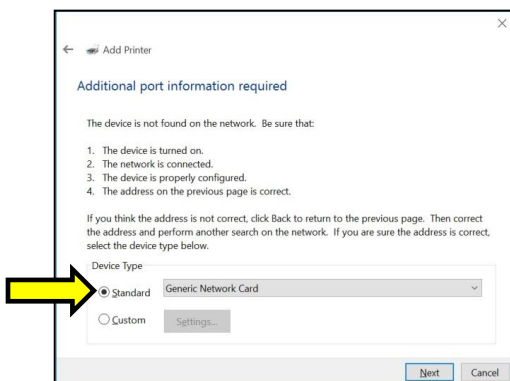 Add Printer
Additional port information required
The device is not found on the network. Be sure that:
1. The device is turned on.
2. The network is connected.
3. The device is properly configured.
4. The address on the previous page is correct.
If you think the address is not correct, click Back to return to the previous page. Then correct
the address and perform another search on the network. If you are sure the address is correct,
select the device type below.
Device Type
Standard Generic Network Card
Custom Settings...
Next Cancel